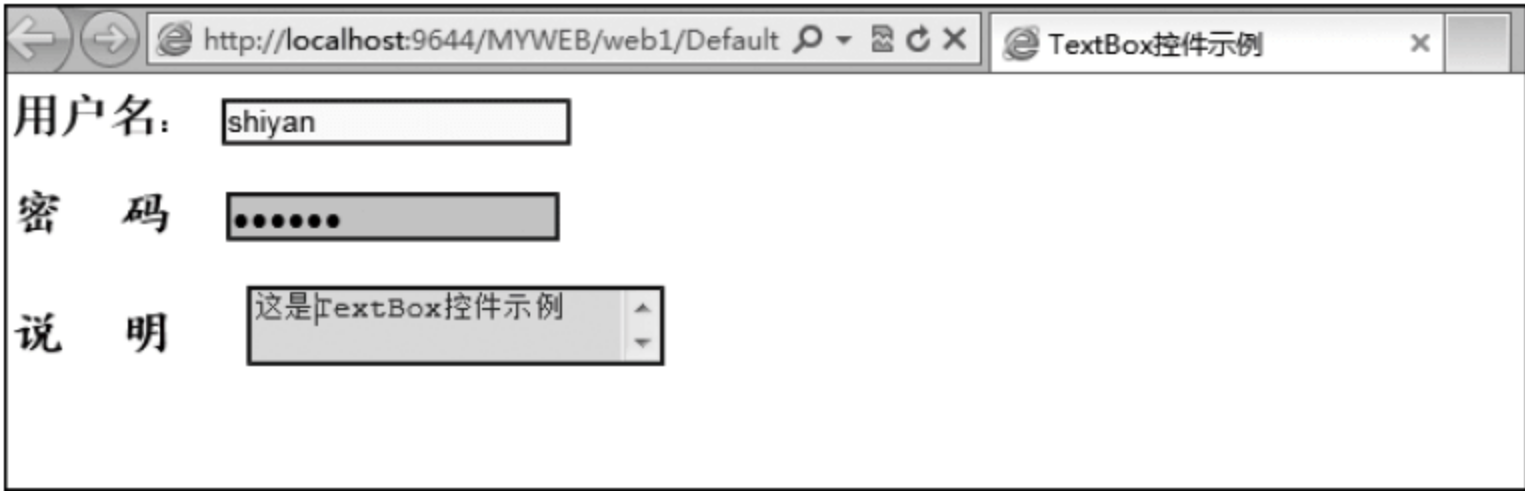 http://localhost:9644/MYWEB/web1/Default
TextBox控件示例
用户名：
shiyan
密 码
••••••
说 明
这是TextBox控件示例